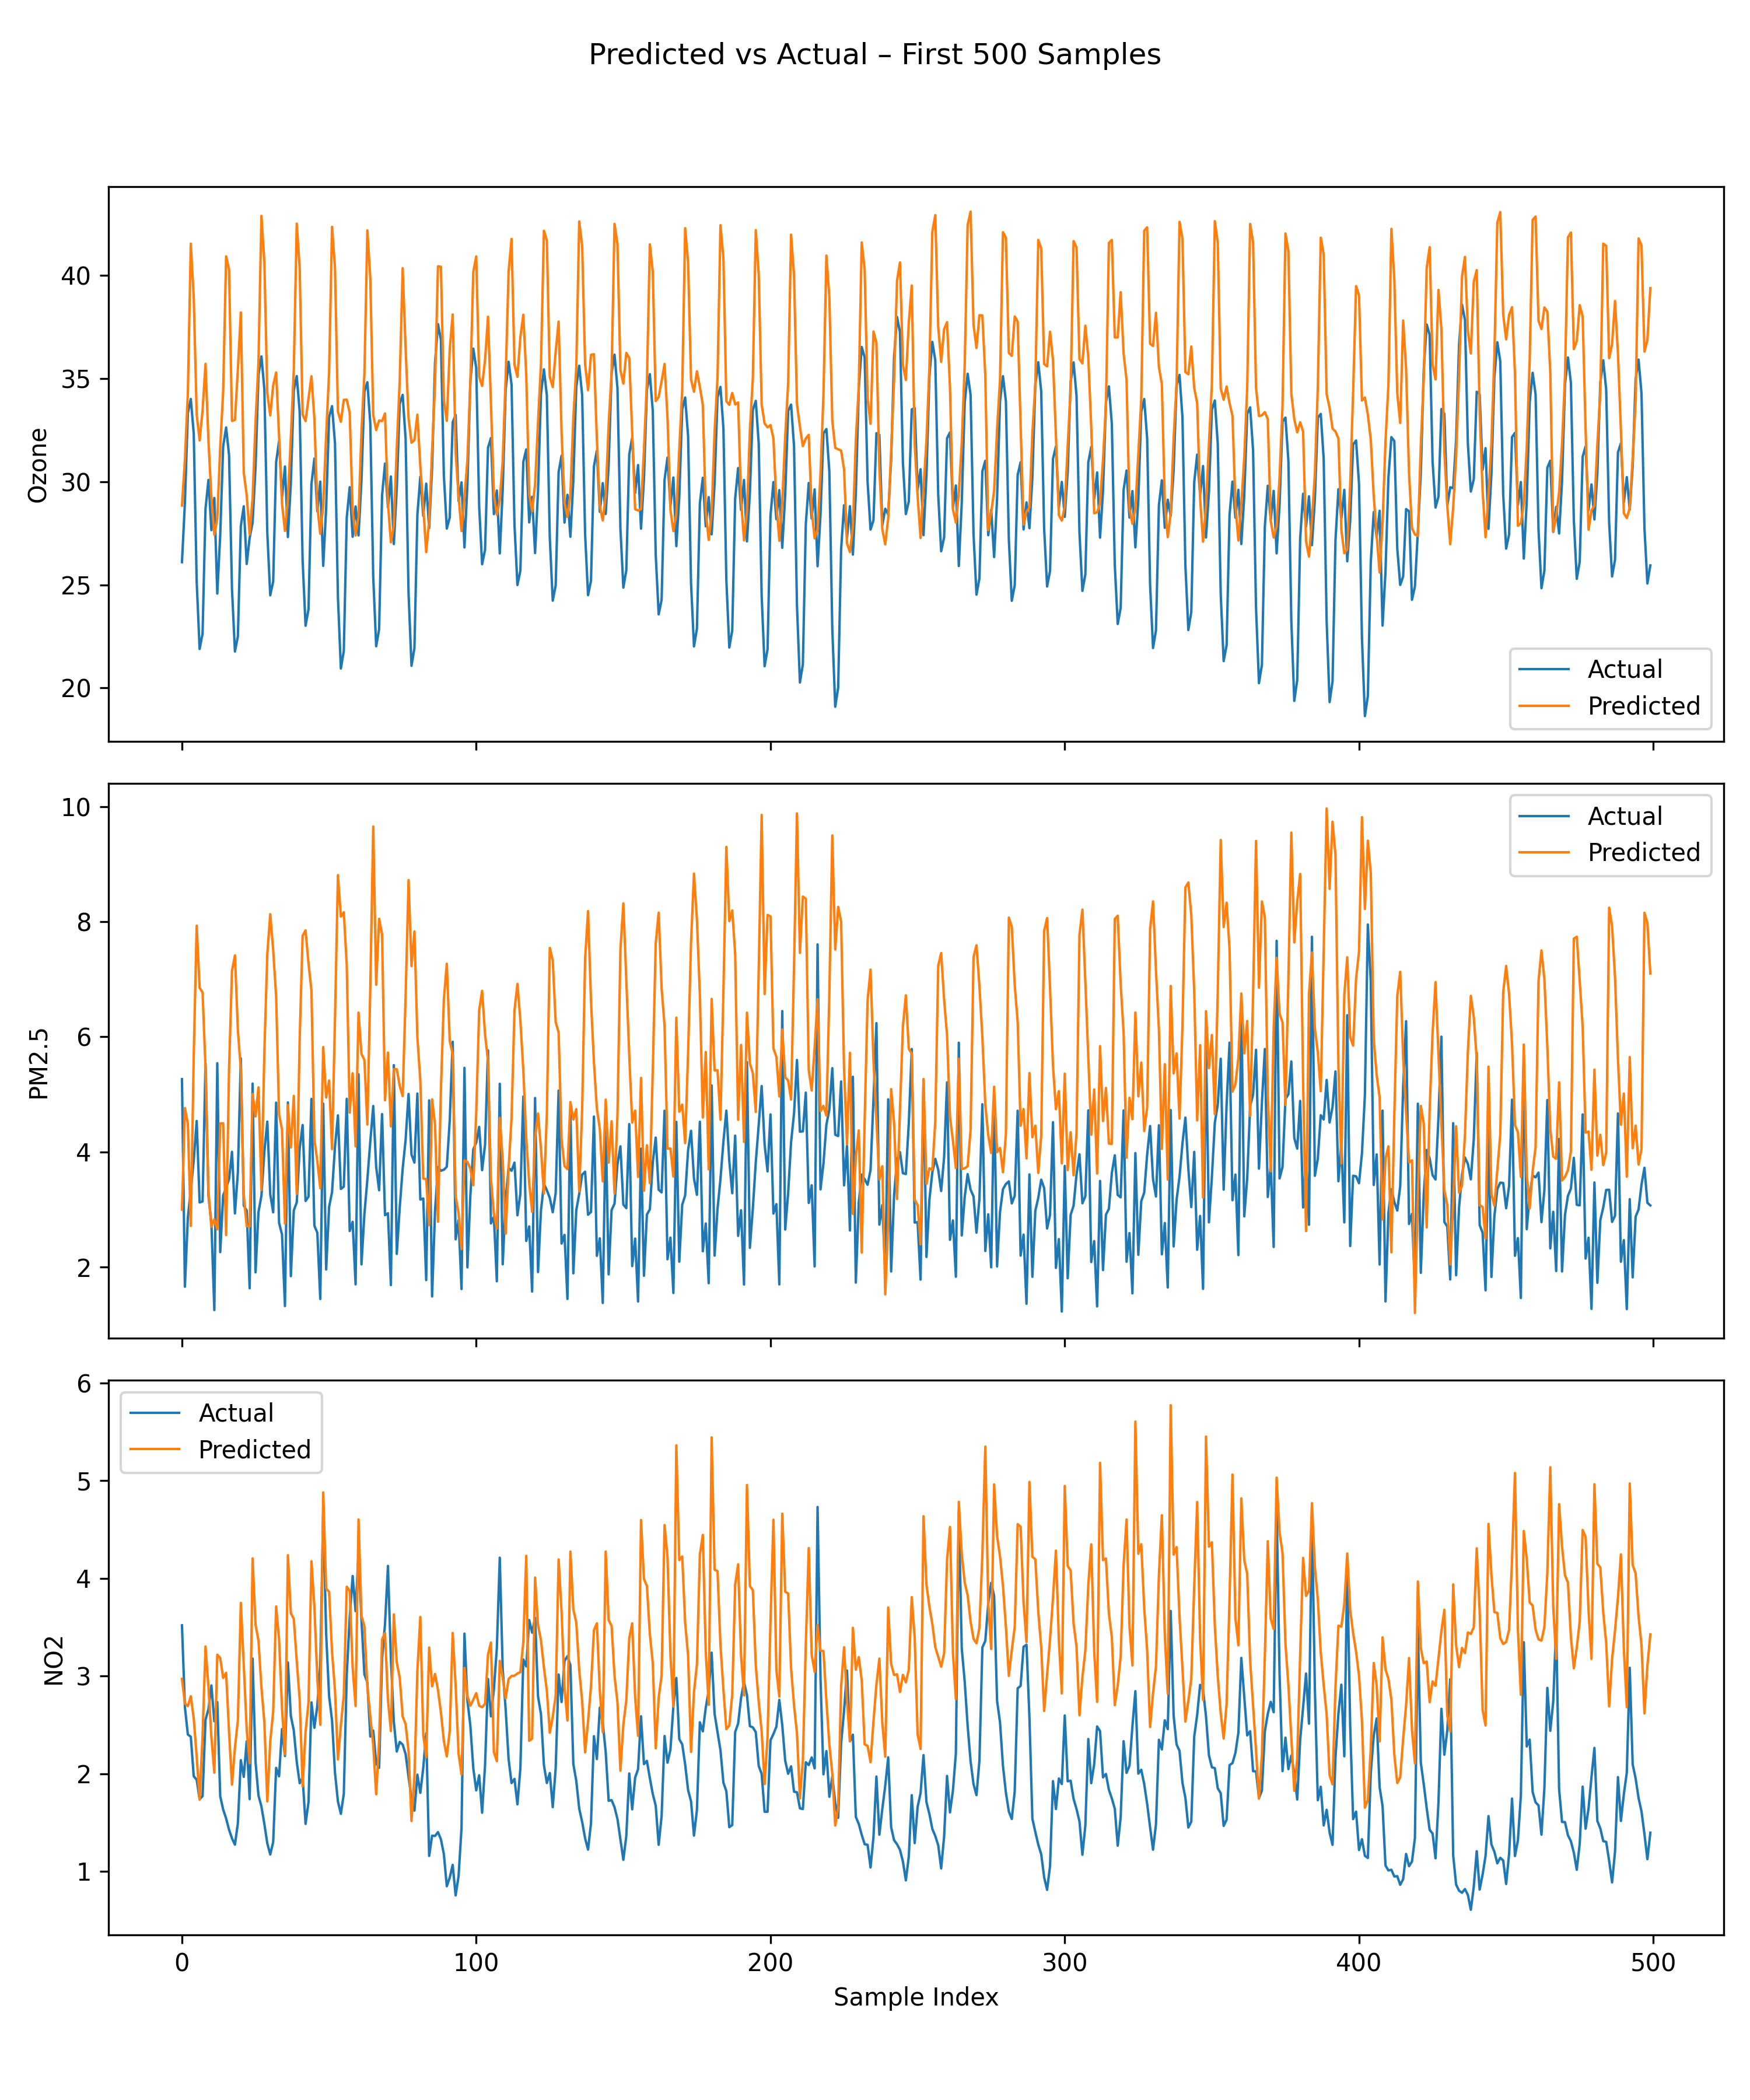 Predicted vs Actual – First 500 Samples
Ozone
40
35
30
25
20
Actual
Predicted
PM2.5
10
8
6
4
2
Actual
Predicted
NO2
6
5
4
3
2
1
Actual
Predicted
0 100 200 300 400 500
Sample Index